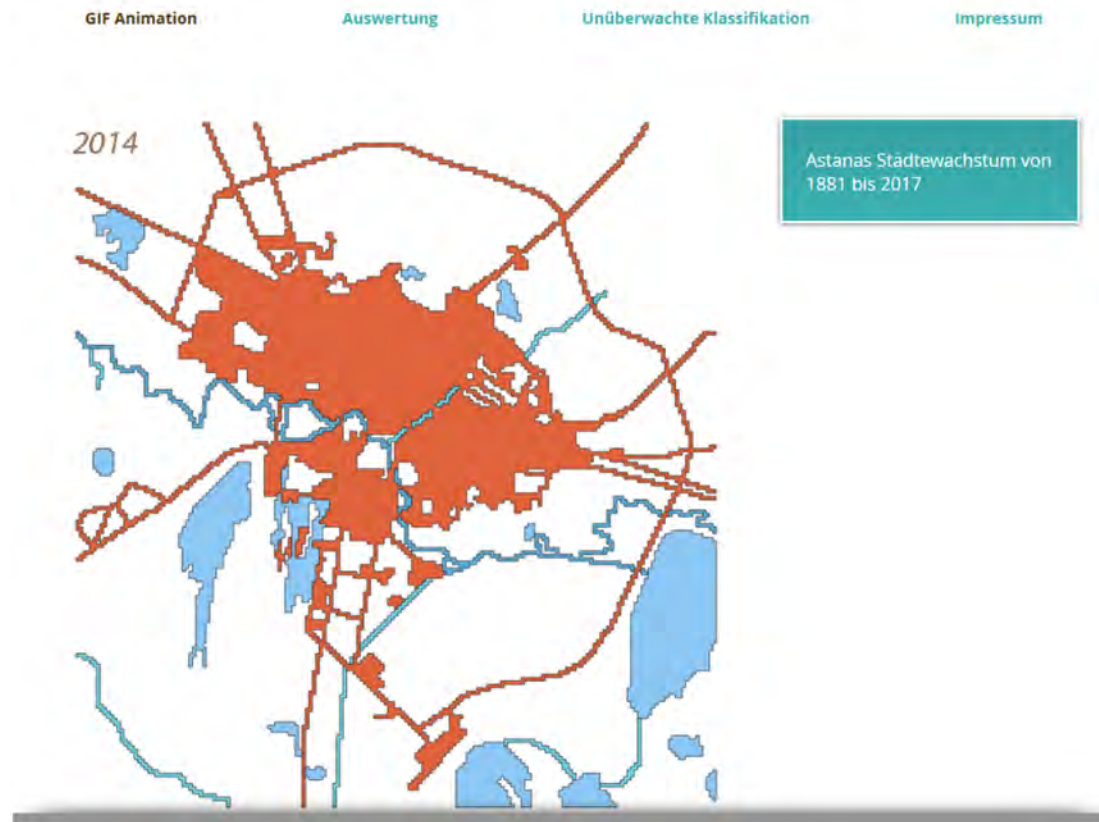 GIF Animation
Auswertung
Unüberwachte Klassifikation
Impressum
2014
Astanas Städtewachstum von
1881 bis 2017